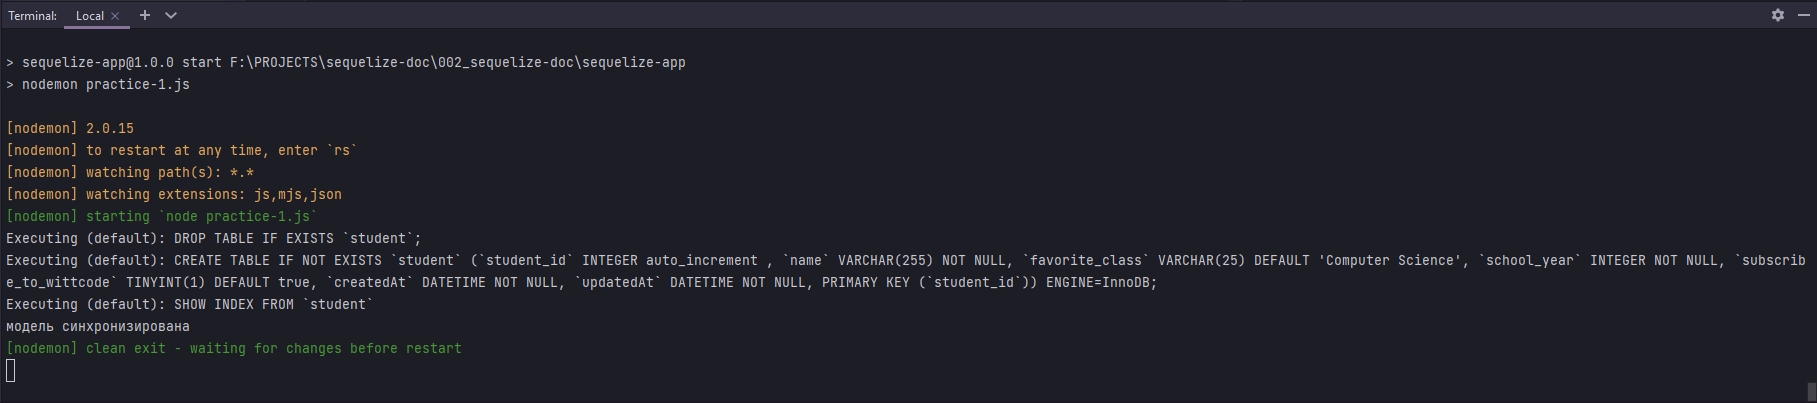 Terminal: Local
> sequelize-app@1.0.0 start F:\PROJECTS\sequelize-doc\002_sequelize-doc\sequelize-app
> nodemon practice-1.js
[nodemon] 2.0.15
[nodemon] to restart at any time, enter `rs`
[nodemon] watching path(s): *.*
[nodemon] watching extensions: js,mjs,json
[nodemon] starting `node practice-1.js`
Executing (default): DROP TABLE IF EXISTS `student`;
Executing (default): CREATE TABLE IF NOT EXISTS `student` (`student_id` INTEGER auto_increment , `name` VARCHAR(255) NOT NULL, `favorite_class` VARCHAR(25) DEFAULT 'Computer Science', `school_year` INTEGER NOT NULL, `subscrib
e_to_wittcode` TINYINT(1) DEFAULT true, `createdAt` DATETIME NOT NULL, `updatedAt` DATETIME NOT NULL, PRIMARY KEY (`student_id`)) ENGINE=InnoDB;
Executing (default): SHOW INDEX FROM `student`
модель синхронизирована
[nodemon] clean exit - waiting for changes before restart